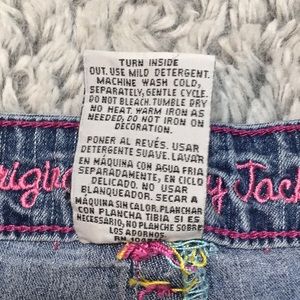 TURN INSIDE
OUT. USE MILD DETERGENT.
MACHINE WASH COLD,
SEPARATELY, GENTLE CYCLE.
DO NOT BLEACH. TUMBLE DRY
NO HEAT. WARM IRON AS
NEEDED, DO NOT IRON ON
DECORATION.
PONER AL REVÉS. USAR
DETERGENTE SUAVE. LAVAR
EN MÁQUINA CON AGUA FRIA
SEPARADAMENTE, EN CICLO
DELICADO. NO USAR
BLANQUEADOR. SECAR A
MÁQUINA SIN CALOR. PLANCHAR
CON PLANCHA TIBIA SI ES
NECESARIO, NO PLANCHE SOBRE
LOS ADORNOS